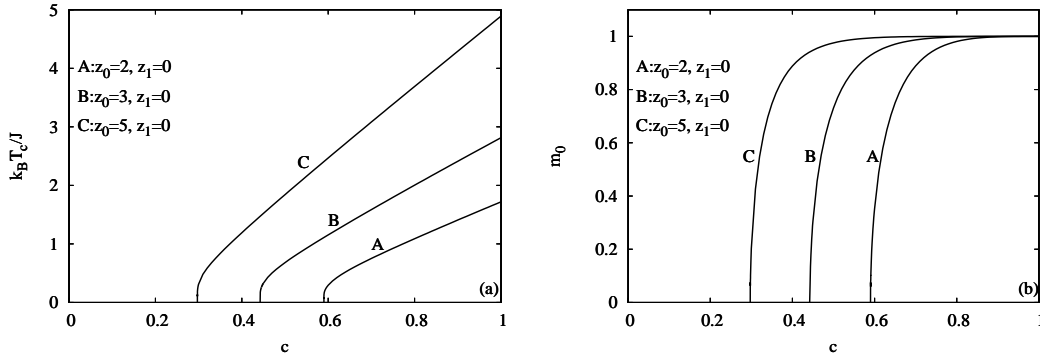 5
4
3
2
1
0
k_B T_c/J
A:z_0=2, z_1=0
B:z_0=3, z_1=0
C:z_0=5, z_1=0
C
B
A
(a)
0
0.2
0.4
0.6
0.8
1
c
1
0.8
0.6
0.4
0.2
0
m_0
A:z_0=2, z_1=0
B:z_0=3, z_1=0
C:z_0=5, z_1=0
C
B
A
(b)
0
0.2
0.4
0.6
0.8
1
c